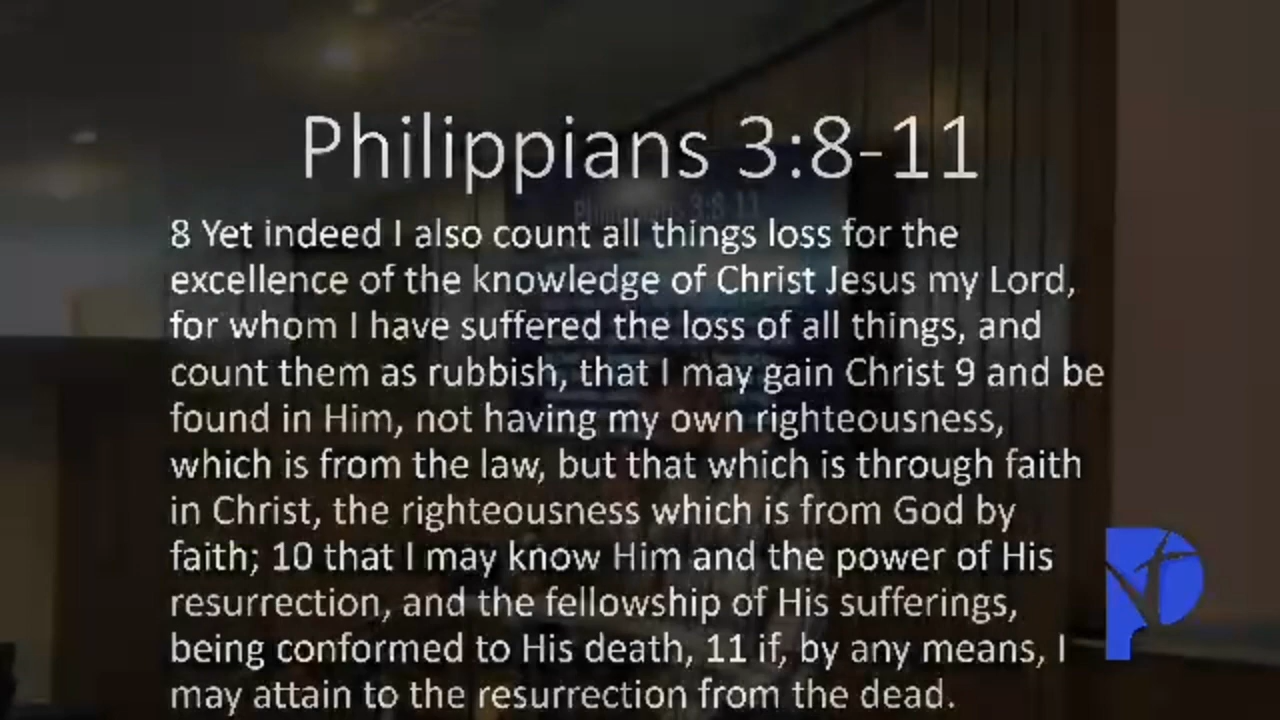 Philippians 3:8-11
8 Yet indeed I also count all things loss for the
excellence of the knowledge of Christ Jesus my Lord,
for whom I have suffered the loss of all things, and
count them as rubbish, that I may gain Christ 9 and be
found in Him, not having my own righteousness,
which is from the law, but that which is through faith
in Christ, the righteousness which is from God by
faith; 10 that I may know Him and the power of His
resurrection, and the fellowship of His sufferings,
being conformed to His death, 11 if, by any means, I
may attain to the resurrection from the dead.